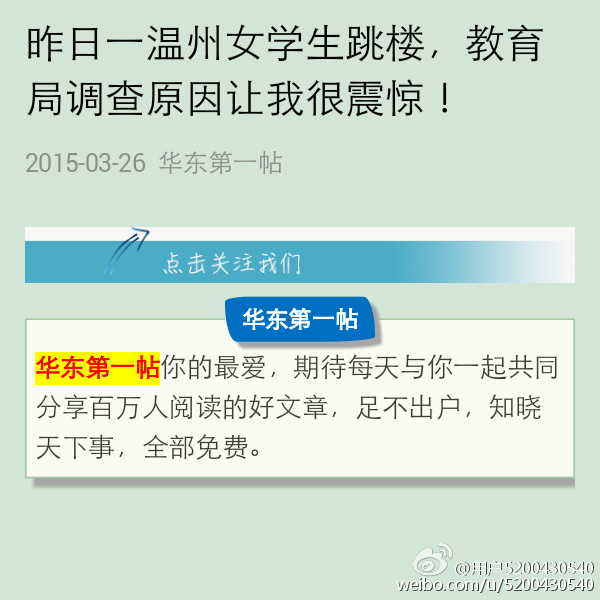 昨日一温州女学生跳楼，教育
局调查原因让我很震惊！
2015-03-26 华东第一帖
点击关注我们
华东第一帖
华东第一帖你的最爱，期待每天与你一起共同
分享百万人阅读的好文章，足不出户，知晓
天下事，全部免费。
@用户5200430540
weibo.com/u/5200430540